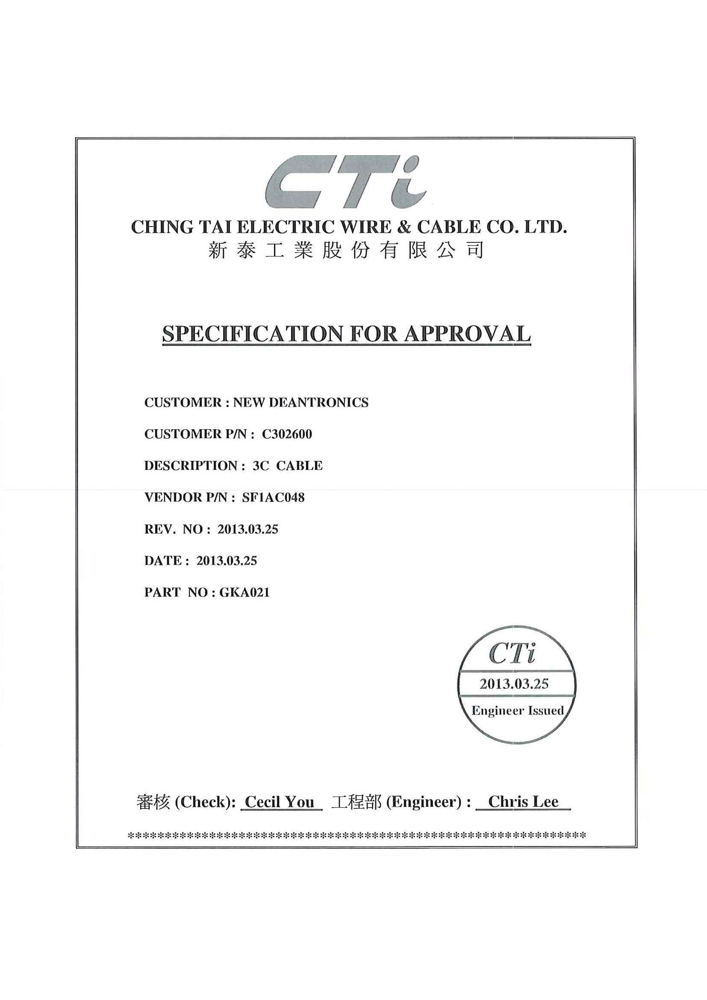 CTi
CHING TAI ELECTRIC WIRE & CABLE CO. LTD.
新泰工業股份有限公司
SPECIFICATION FOR APPROVAL
CUSTOMER : NEW DEANTRONICS
CUSTOMER P/N : C302600
DESCRIPTION : 3C CABLE
VENDOR P/N : SF1AC048
REV. NO : 2013.03.25
DATE : 2013.03.25
PART NO : GKA021
CTi
2013.03.25
Engineer Issued
審核 (Check): Cecil You 工程部 (Engineer) : Chris Lee
**************************************************************